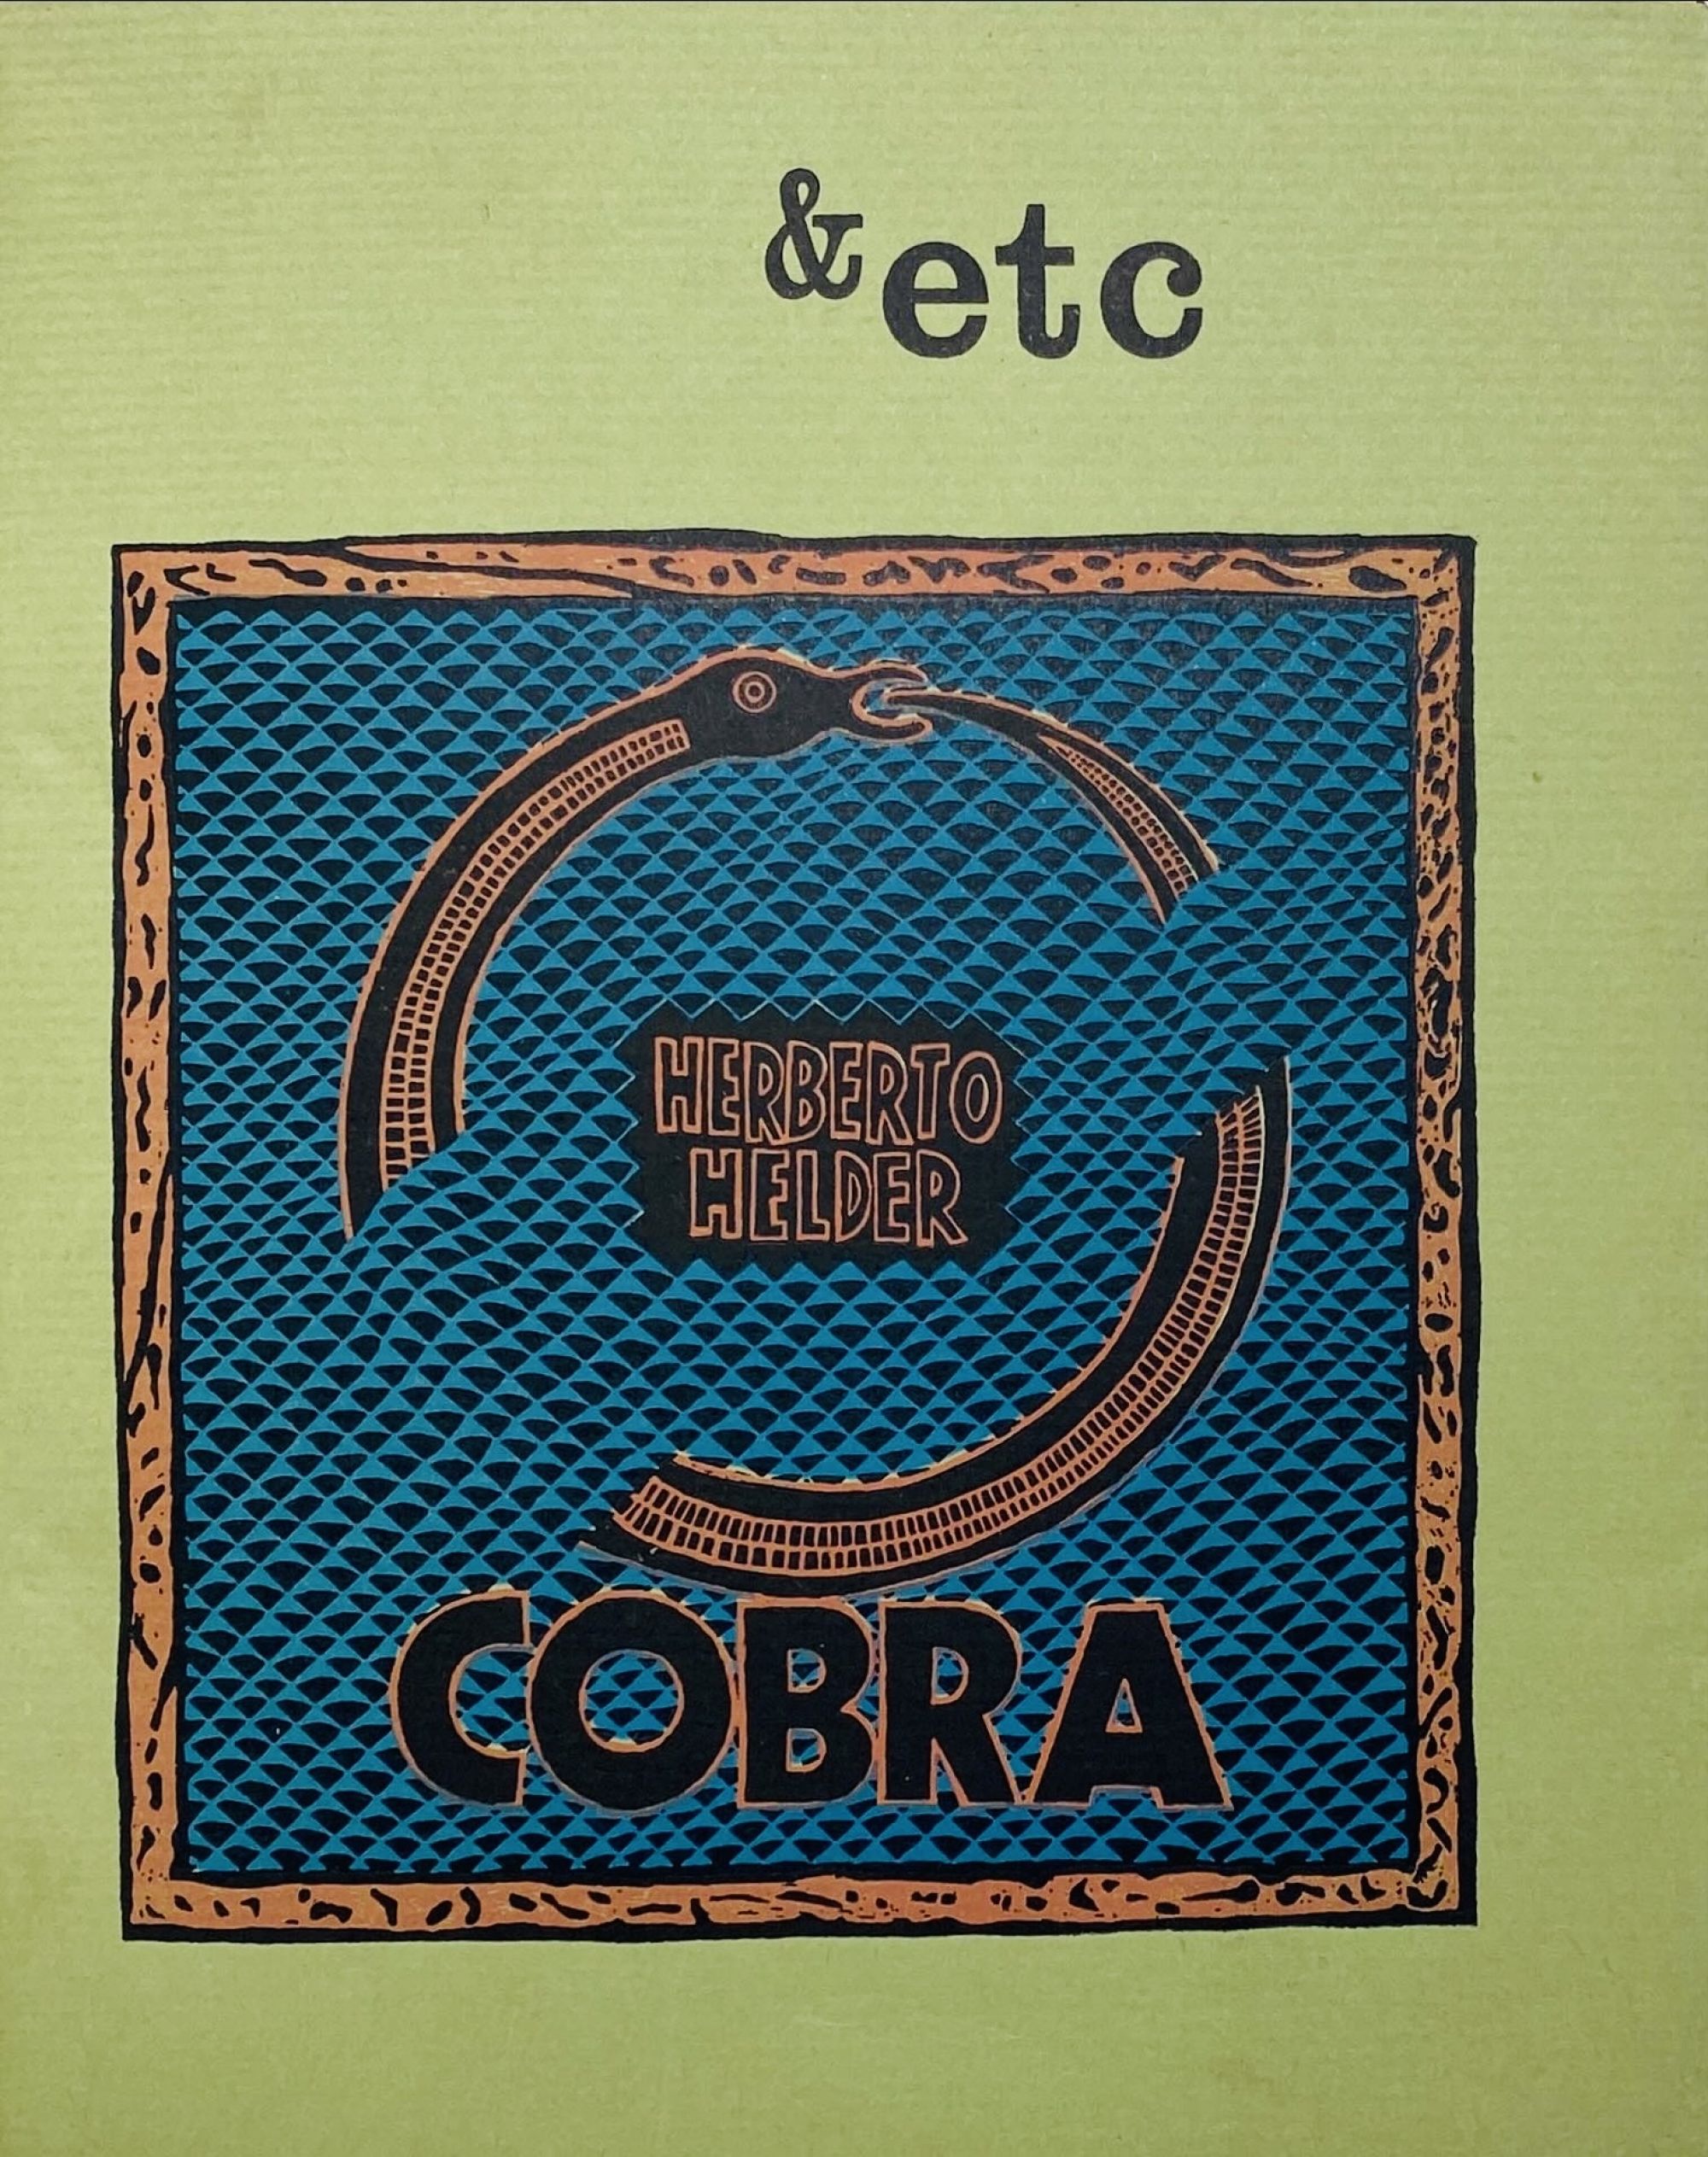 & etc
HERBERTO
HELDER
COBRA